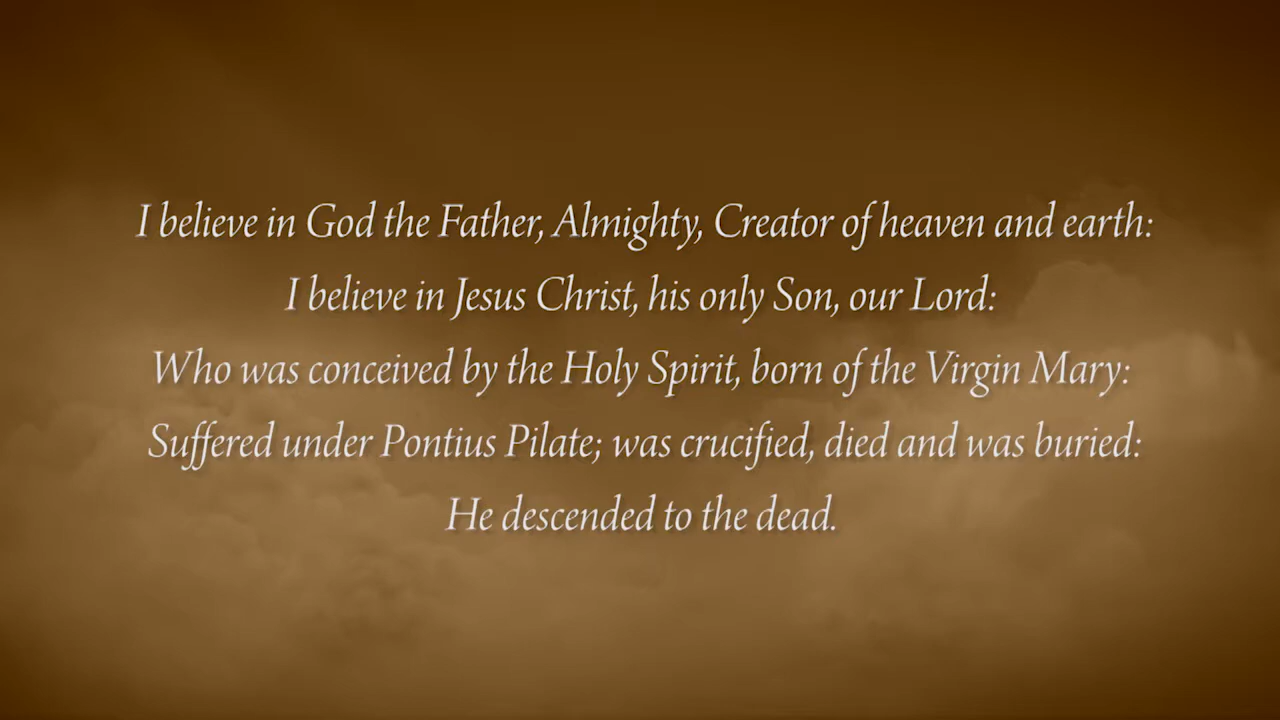 I believe in God the Father, Almighty, Creator of heaven and earth:
I believe in Jesus Christ, his only Son, our Lord:
Who was conceived by the Holy Spirit, born of the Virgin Mary:
Suffered under Pontius Pilate; was crucified, died and was buried:
He descended to the dead.